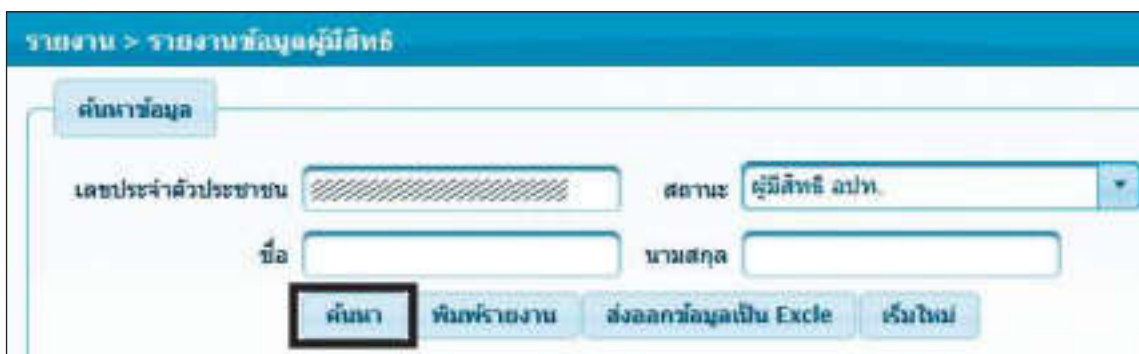 รายงาน > รายงานข้อมูลผู้มีสิทธิ
ค้นหาข้อมูล
เลขประจำตัวประชาชน สถานะ ผู้มีสิทธิ อปท.
ชื่อ นามสกุล
ค้นหา พิมพ์รายงาน ส่งออกข้อมูลเป็น Excle เริ่มใหม่